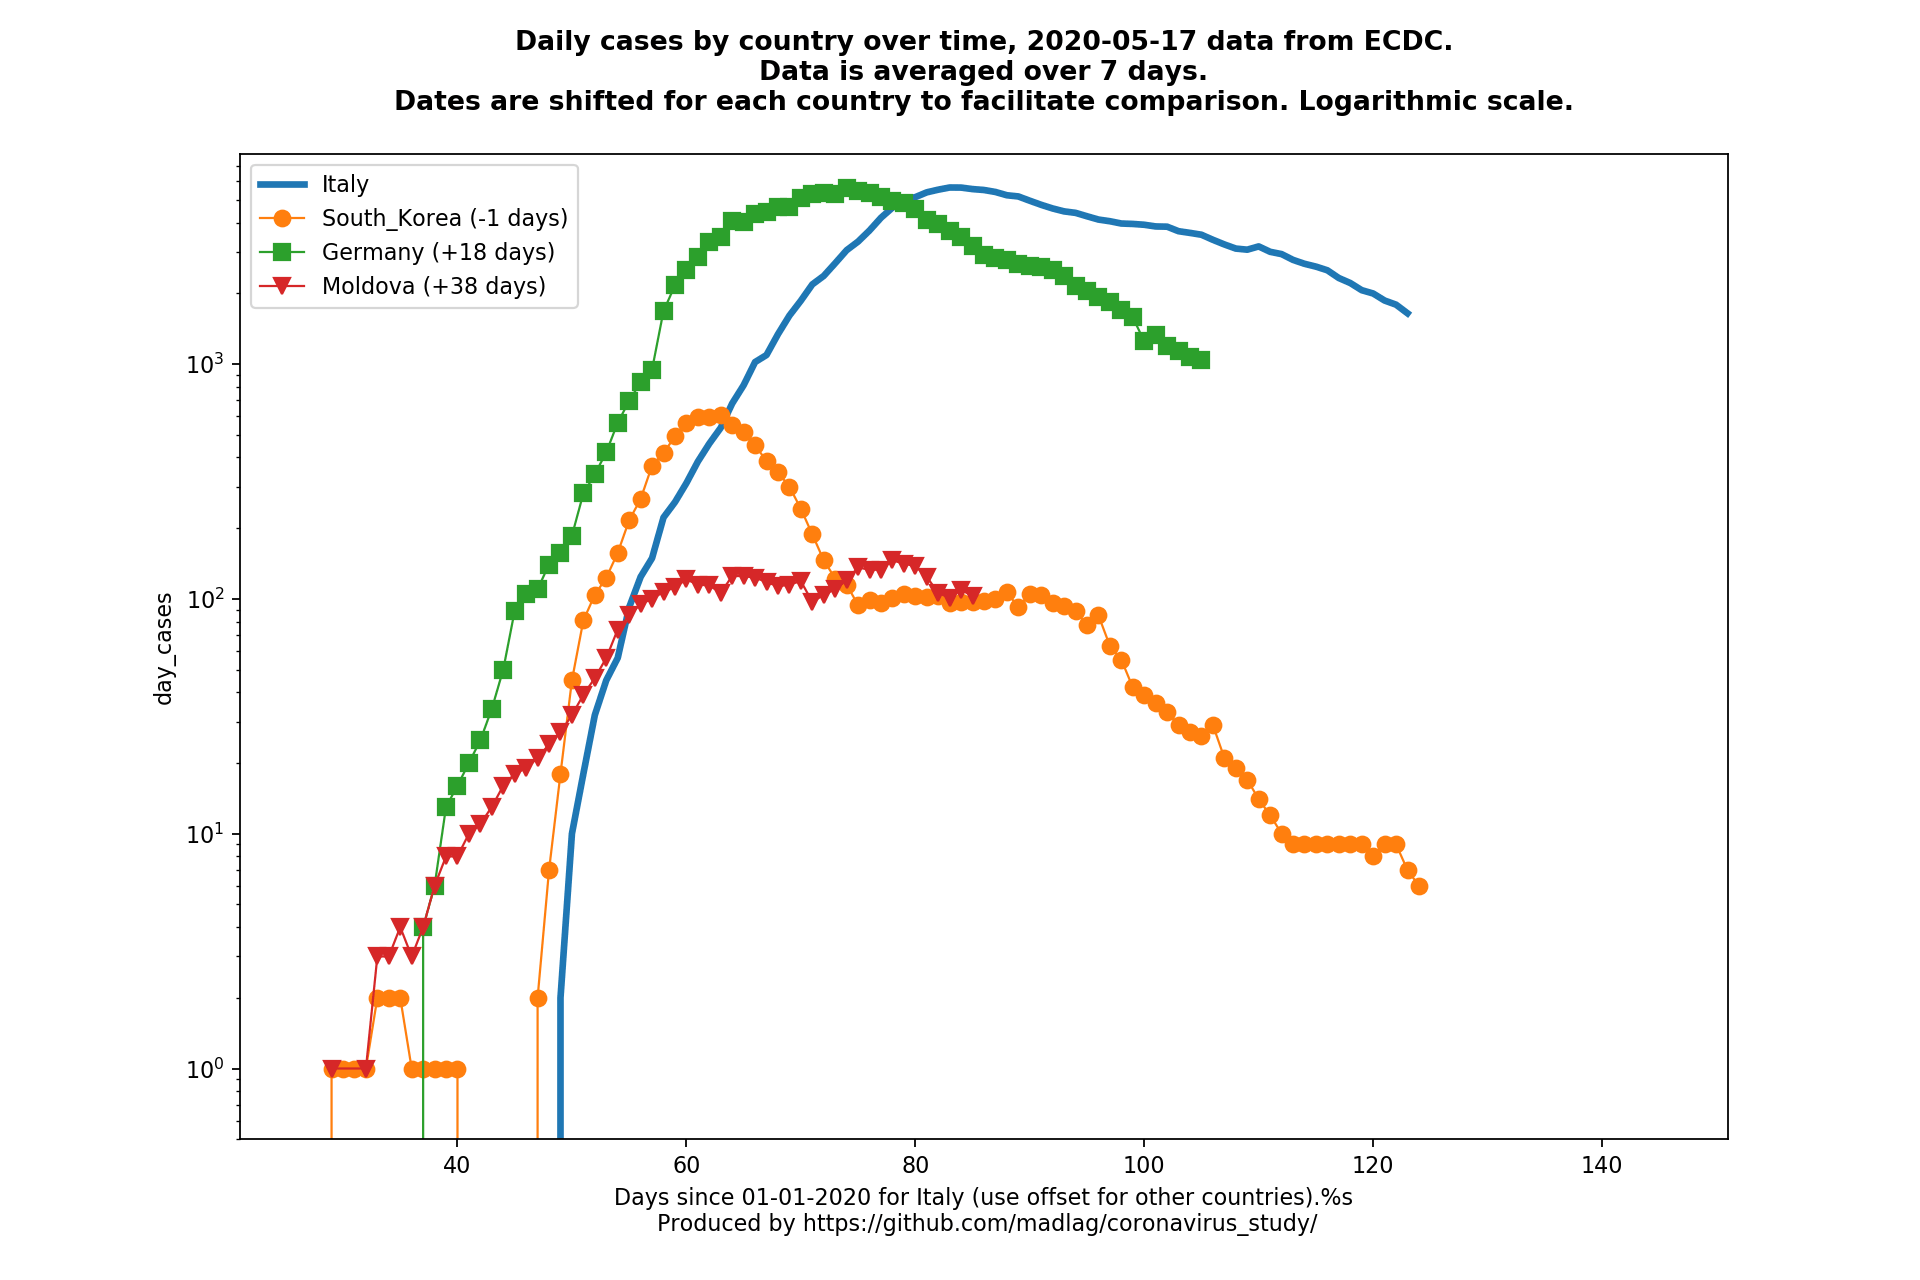 Daily cases by country over time, 2020-05-17 data from ECDC.
Data is averaged over 7 days.
Dates are shifted for each country to facilitate comparison. Logarithmic scale.
Italy
South_Korea (-1 days)
Germany (+18 days)
Moldova (+38 days)
day_cases
10³
10²
10¹
10⁰
40 60 80 100 120 140
Days since 01-01-2020 for Italy (use offset for other countries).%s
Produced by https://github.com/madlag/coronavirus_study/